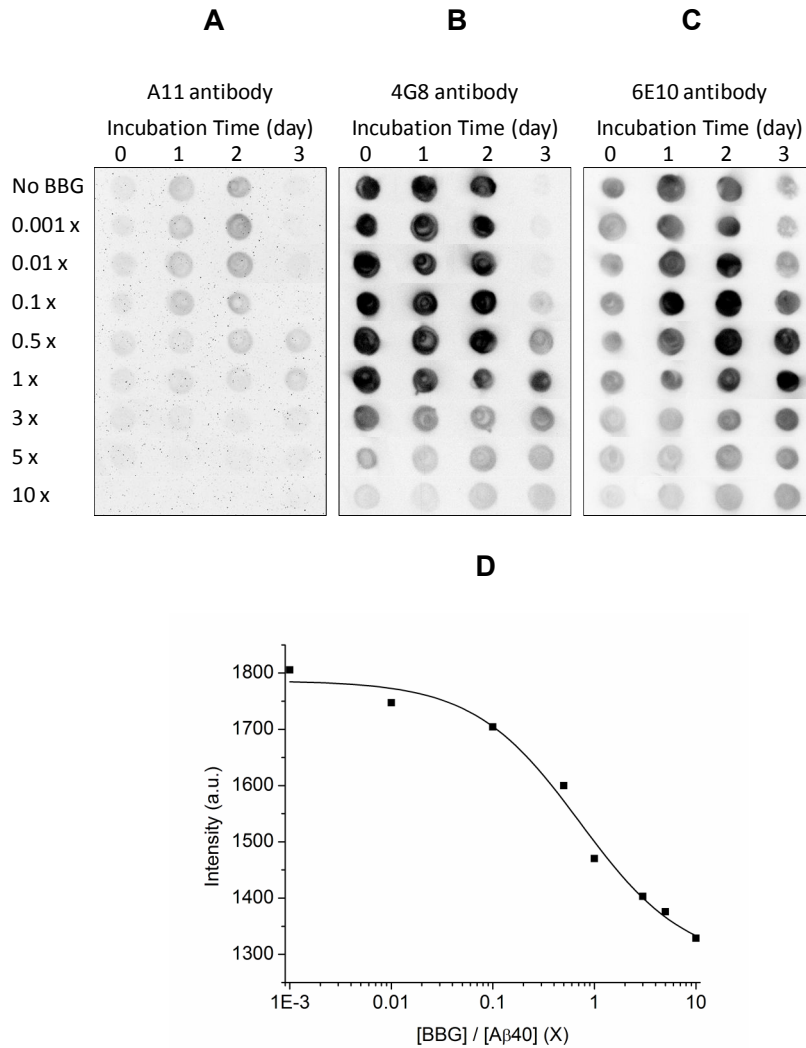 A B C
A11 antibody 4G8 antibody 6E10 antibody
Incubation Time (day) Incubation Time (day) Incubation Time (day)
0 1 2 3 0 1 2 3 0 1 2 3
No BBG
0.001 x
0.01 x
0.1 x
0.5 x
1 x
3 x
5 x
10 x
D
1800
1700
1600
1500
1400
1300
Intensity (a.u.)
1E-3 0.01 0.1 1 10
[BBG] / [Aβ40] (X)